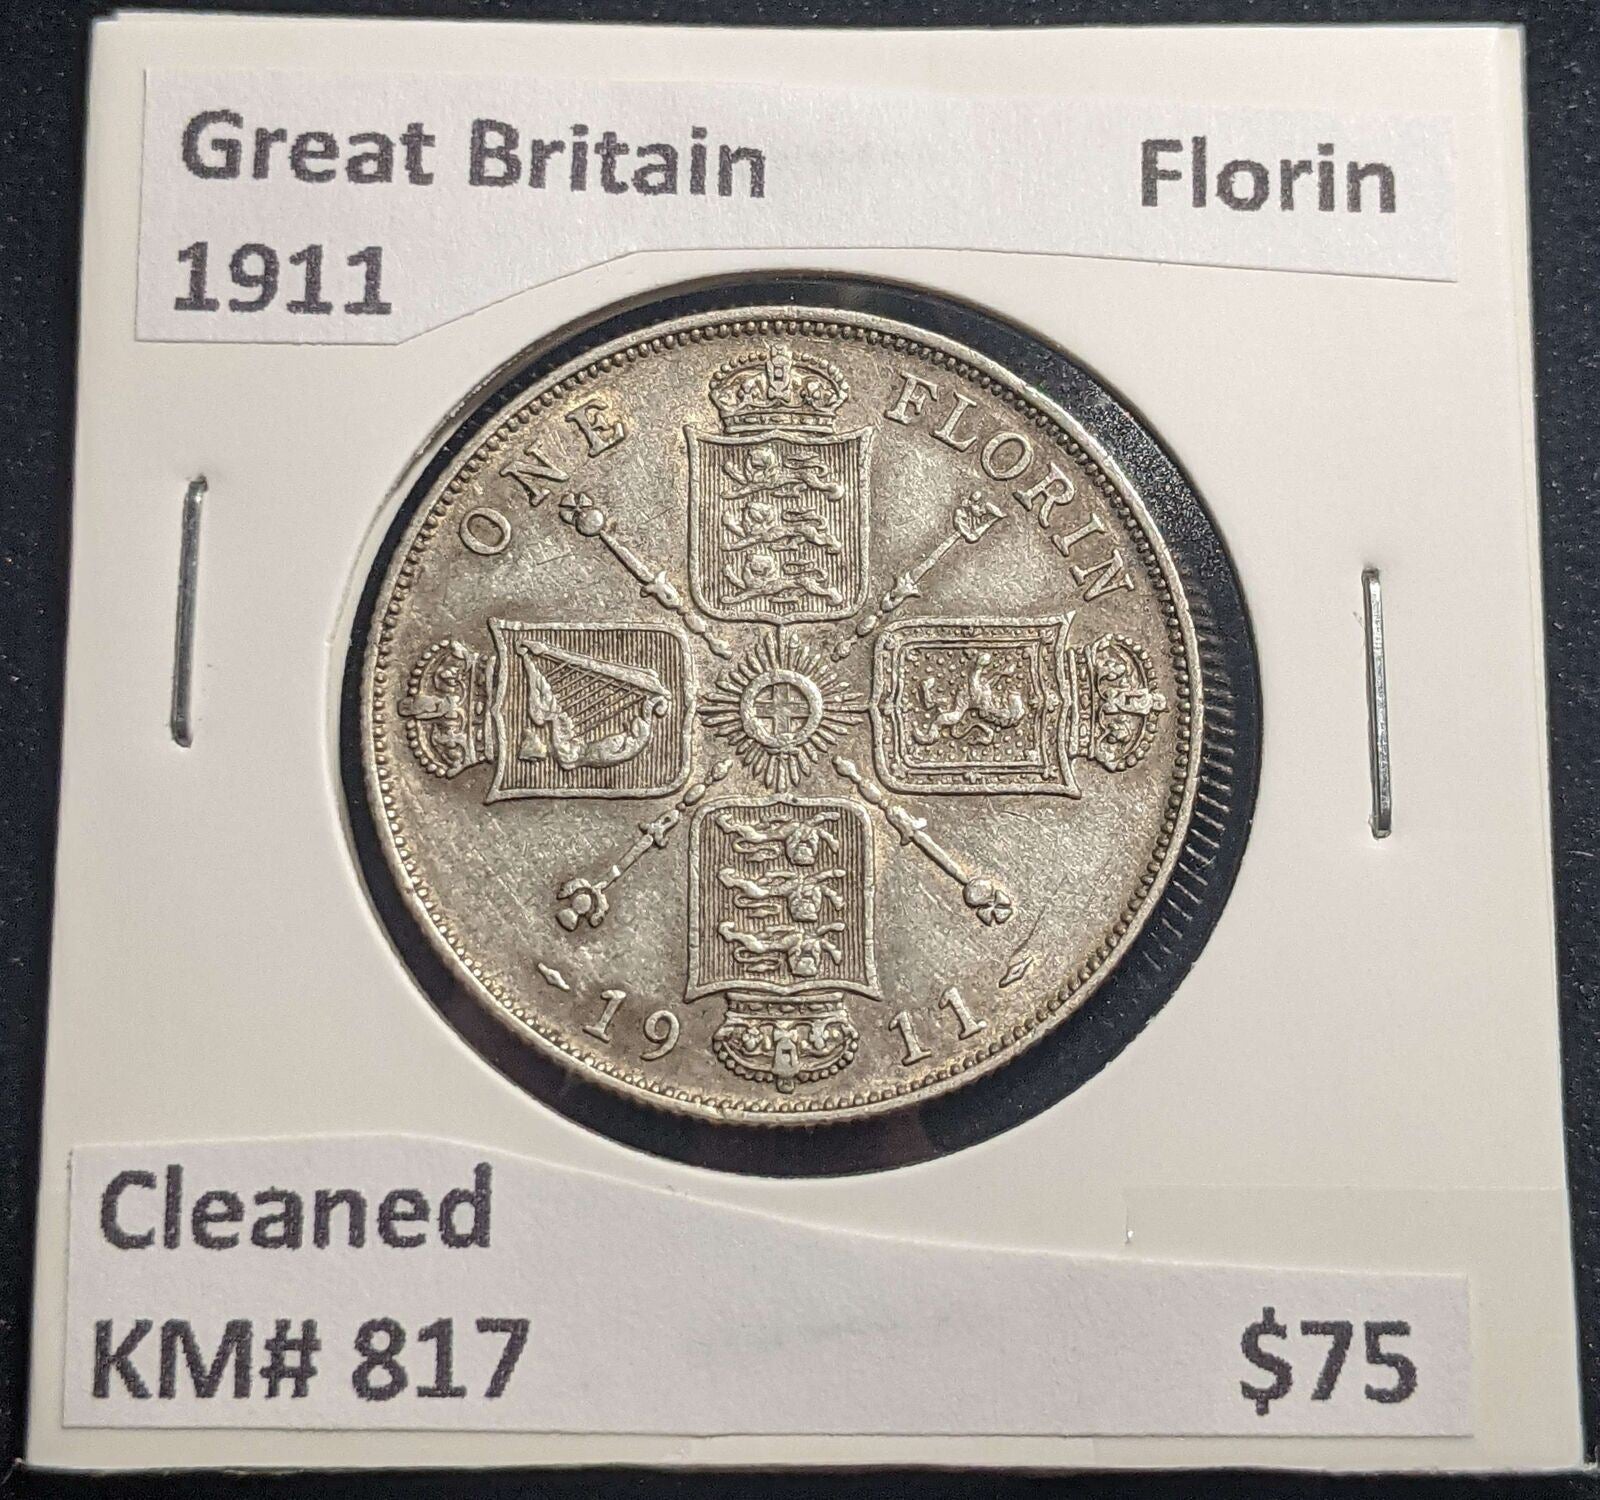 Great Britain Florin
1911
ONE FLORIN
1911
Cleaned
KM# 817 $75